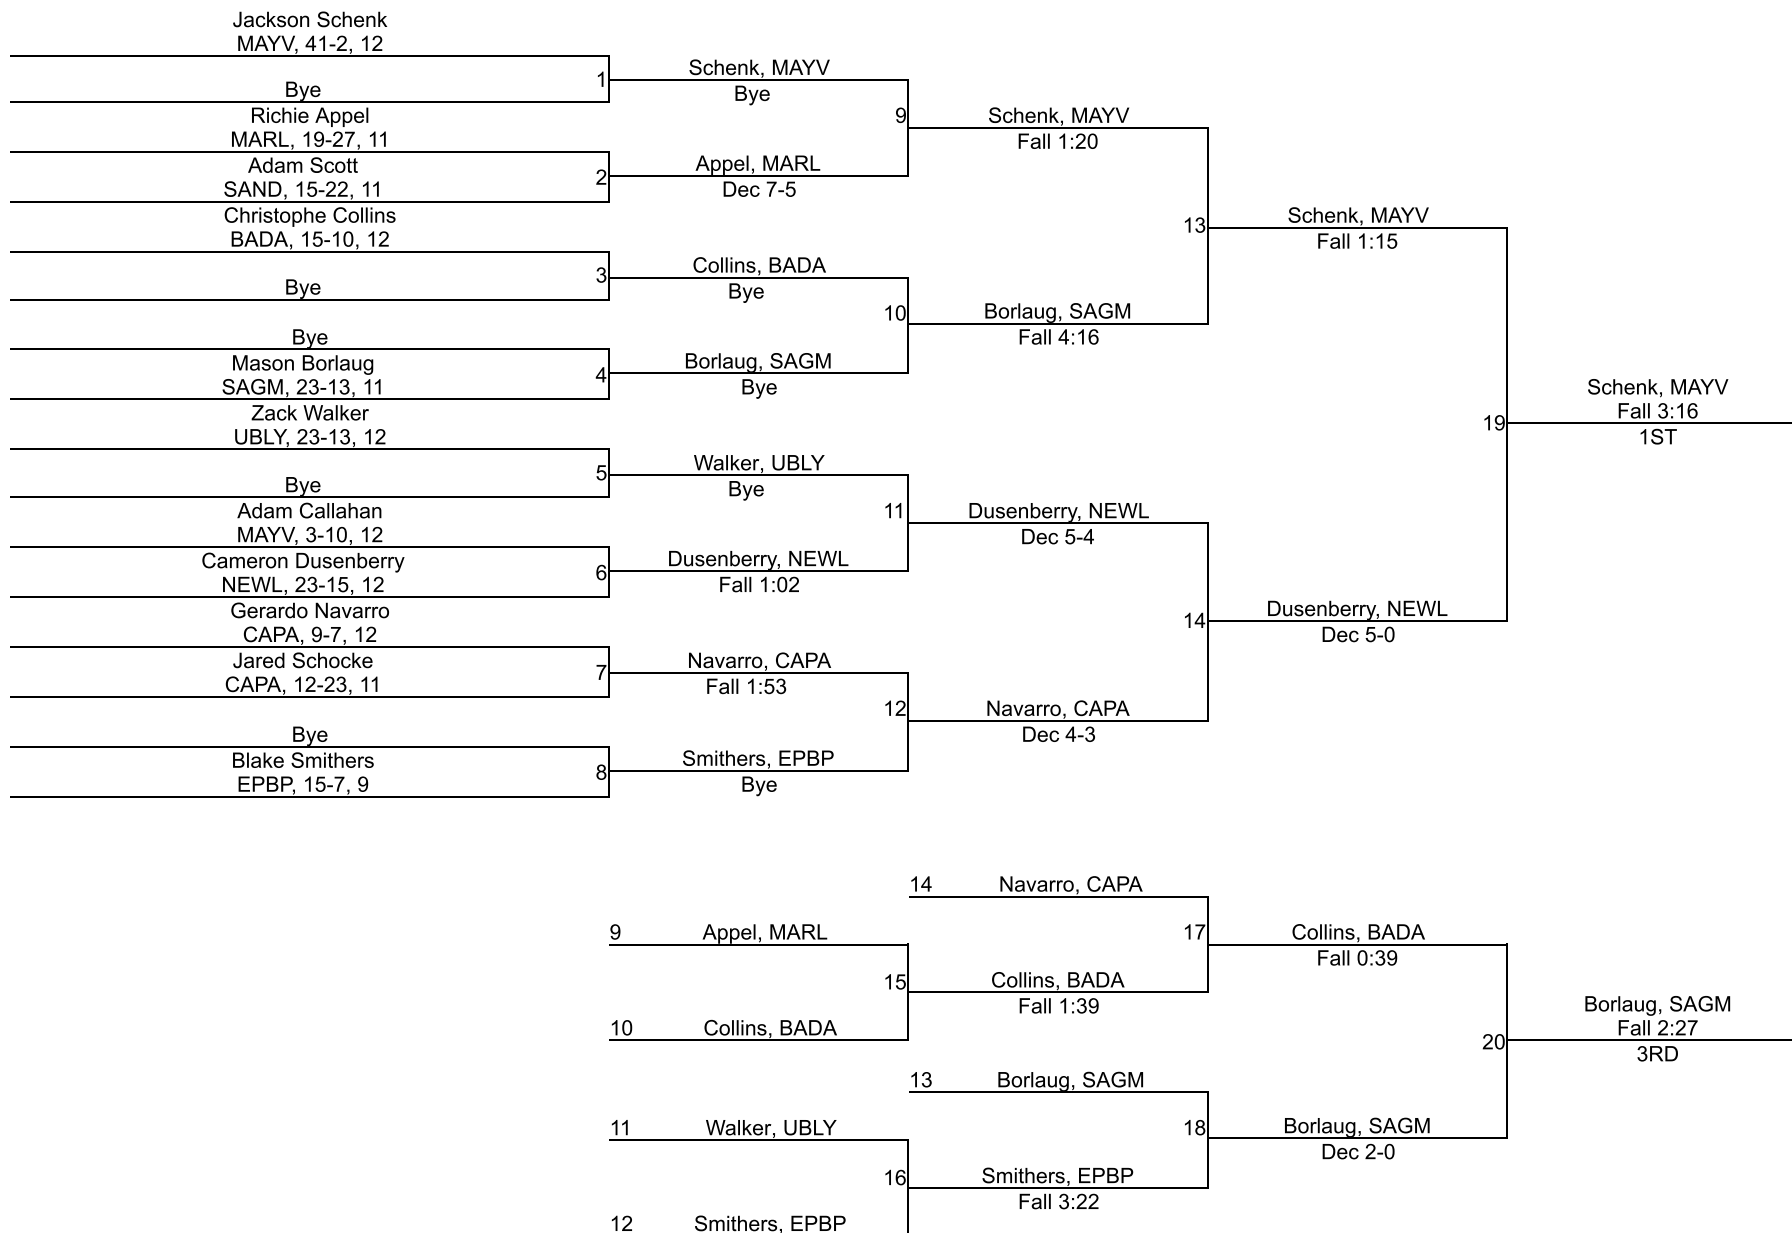 Jackson Schenk
MAYV, 41-2, 12
Bye
1
Richie Appel
MARL, 19-27, 11
Adam Scott
SAND, 15-22, 11
2
Christophe Collins
BADA, 15-10, 12
Bye
3
Bye
Mason Borlaug
SAGM, 23-13, 11
4
Zack Walker
UBLY, 23-13, 12
Bye
5
Adam Callahan
MAYV, 3-10, 12
Cameron Dusenberry
NEWL, 23-15, 12
6
Gerardo Navarro
CAPA, 9-7, 12
Jared Schocke
CAPA, 12-23, 11
7
Bye
Blake Smithers
EPBP, 15-7, 9
8
Schenk, MAYV
Bye
9
Appel, MARL
Dec 7-5
Collins, BADA
Bye
10
Borlaug, SAGM
Bye
Walker, UBLY
Bye
11
Dusenberry, NEWL
Fall 1:02
Navarro, CAPA
Fall 1:53
12
Smithers, EPBP
Bye
Schenk, MAYV
Fall 1:20
13
Borlaug, SAGM
Fall 4:16
Dusenberry, NEWL
Dec 5-4
14
Navarro, CAPA
Dec 4-3
Schenk, MAYV
Fall 1:15
19
Dusenberry, NEWL
Dec 5-0
Schenk, MAYV
Fall 3:16
1ST
14 Navarro, CAPA
9 Appel, MARL
17
15
Collins, BADA
Fall 1:39
10 Collins, BADA
Collins, BADA
Fall 0:39
13 Borlaug, SAGM
11 Walker, UBLY
18
16
Smithers, EPBP
Fall 3:22
12 Smithers, EPBP
Borlaug, SAGM
Dec 2-0
20
Borlaug, SAGM
Fall 2:27
3RD